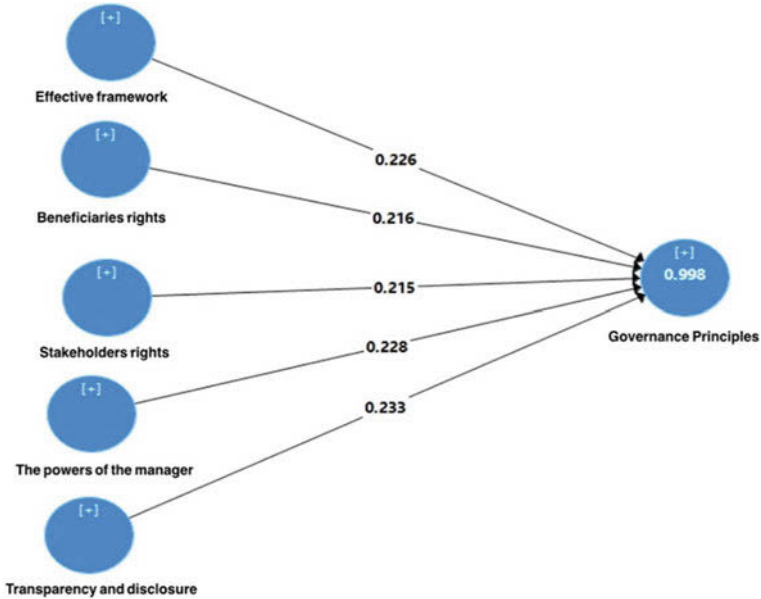 [+]
Effective framework
[+]
Beneficiaries rights
[+]
Stakeholders rights
[+]
The powers of the manager
[+]
Transparency and disclosure
0.226
0.216
0.215
0.228
0.233
[+]
0.998
Governance Principles